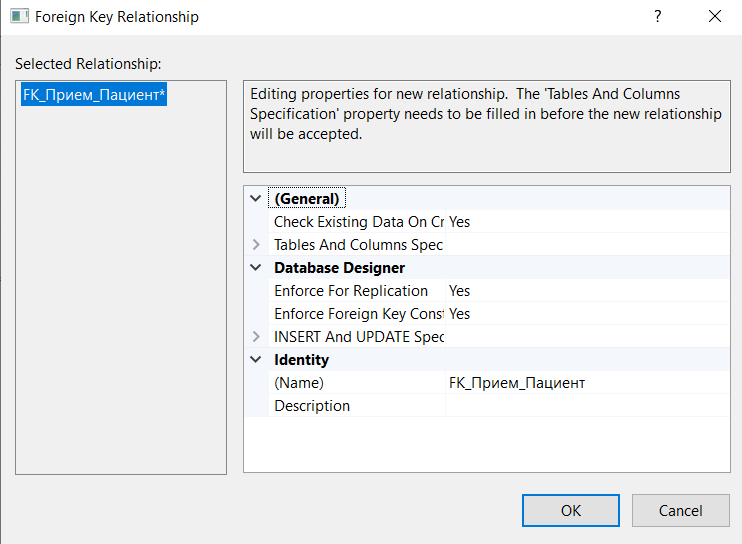 Foreign Key Relationship
?
Selected Relationship:
FK_Прием_Пациент*
Editing properties for new relationship. The 'Tables And Columns
Specification' property needs to be filled in before the new relationship
will be accepted.
(General)
Check Existing Data On Cr Yes
Tables And Columns Spec
Database Designer
Enforce For Replication Yes
Enforce Foreign Key Const Yes
INSERT And UPDATE Spec
Identity
(Name) FK_Прием_Пациент
Description
OK Cancel